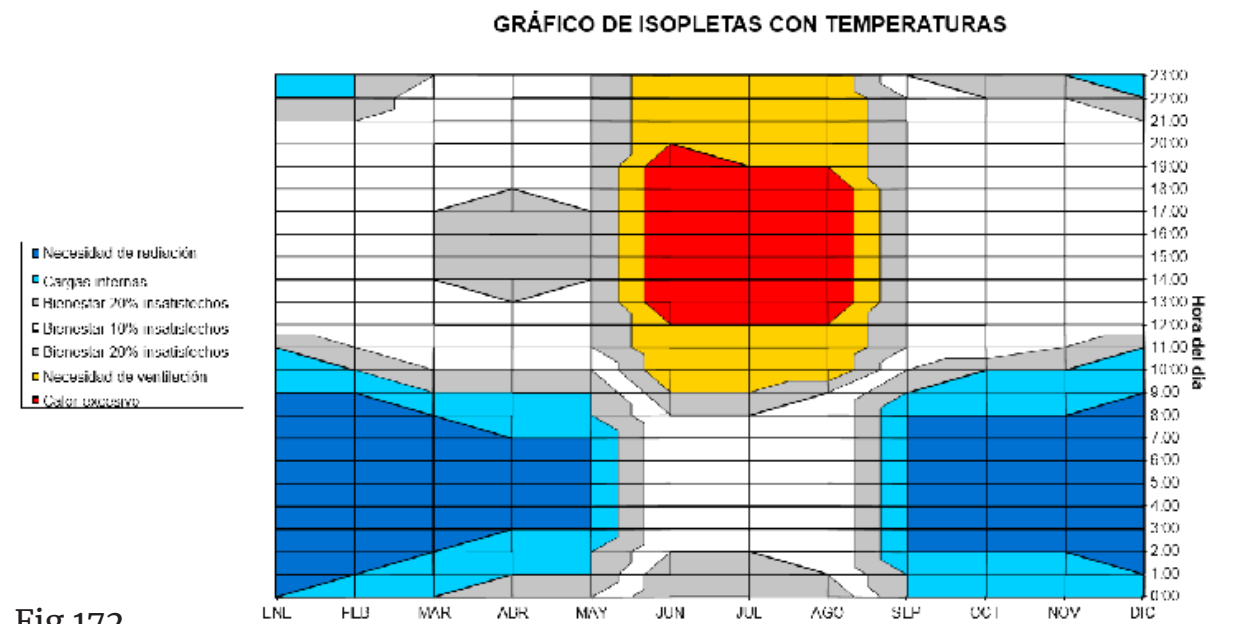 GRÁFICO DE ISOPLETAS CON TEMPERATURAS
23:00
22:00
21:00
20:00
19:00
18:00
17:00
16:00
15:00
14:00
13:00
12:00
11:00
10:00
9:00
8:00
7:00
6:00
5:00
4:00
3:00
2:00
1:00
0:00
Hora del día
Necesidad de radiación
Cargas internas
Bienestar 20% insatisfechos
Bienestar 10% insatisfechos
Bienestar 20% insatisfechos
Necesidad de ventilación
Calor excesivo
ENE FEB MAR ABR MAY JUN JUL AGO SEP OCT NOV DIC
Fig 172